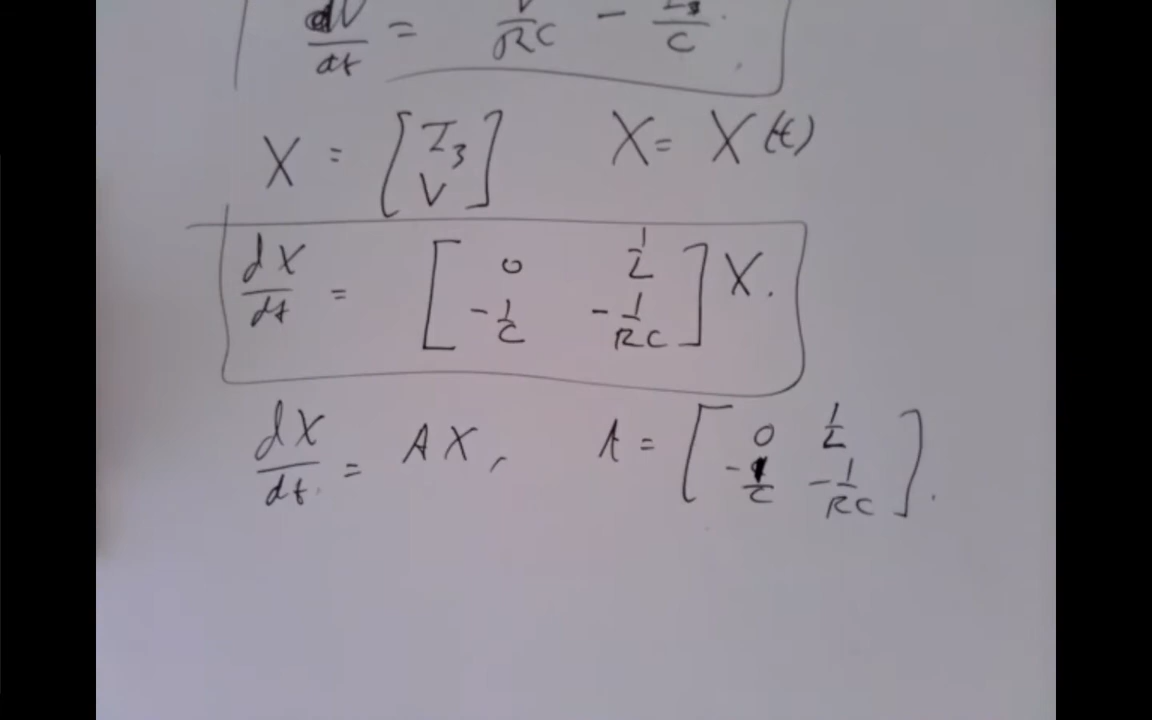 dV/dt = V/RC - I₃/C.
X = [I₃; V] X = X(t)
dX/dt = [0 1/L; -1/C -1/RC] X.
dX/dt = AX, A = [0 1/L; -1/C -1/RC].